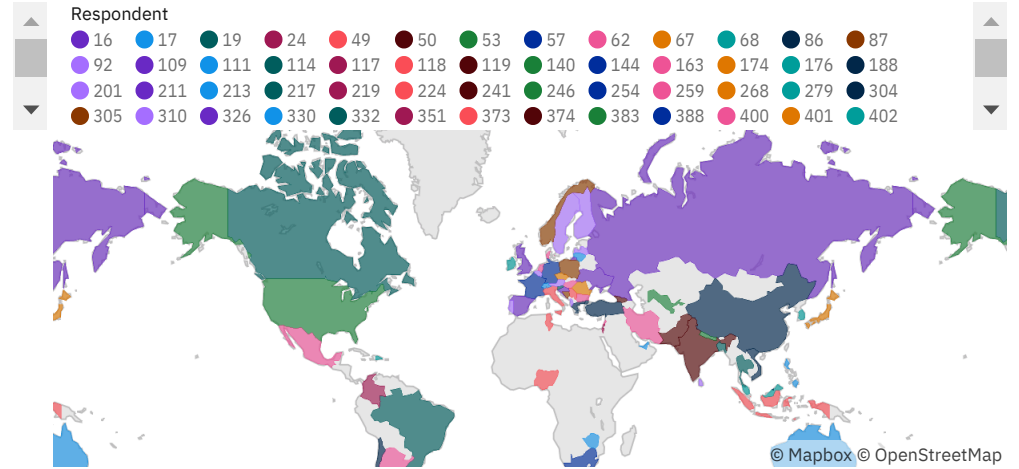 Respondent
16 17 19 24 49 50 53 57 62 67 68 86 87
92 109 111 114 117 118 119 140 144 163 174 176 188
201 211 213 217 219 224 241 246 254 259 268 279 304
305 310 326 330 332 351 373 374 383 388 400 401 402
© Mapbox © OpenStreetMap